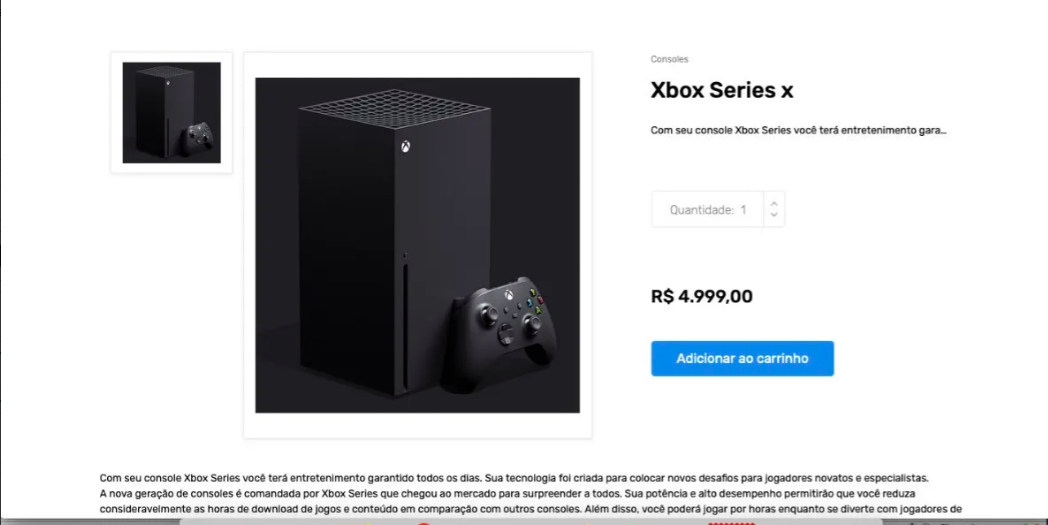 Consoles
Xbox Series x
Com seu console Xbox Series você terá entretenimento gara...
Quantidade: 1
R$ 4.999,00
Adicionar ao carrinho
Com seu console Xbox Series você terá entretenimento garantido todos os dias. Sua tecnologia foi criada para colocar novos desafios para jogadores novatos e especialistas.
A nova geração de consoles é comandada por Xbox Series que chegou ao mercado para surpreender a todos. Sua potência e alto desempenho permitirão que você reduza
consideravelmente as horas de download de jogos e conteúdo em comparação com outros consoles. Além disso, você poderá jogar por horas enquanto se diverte com jogadores de